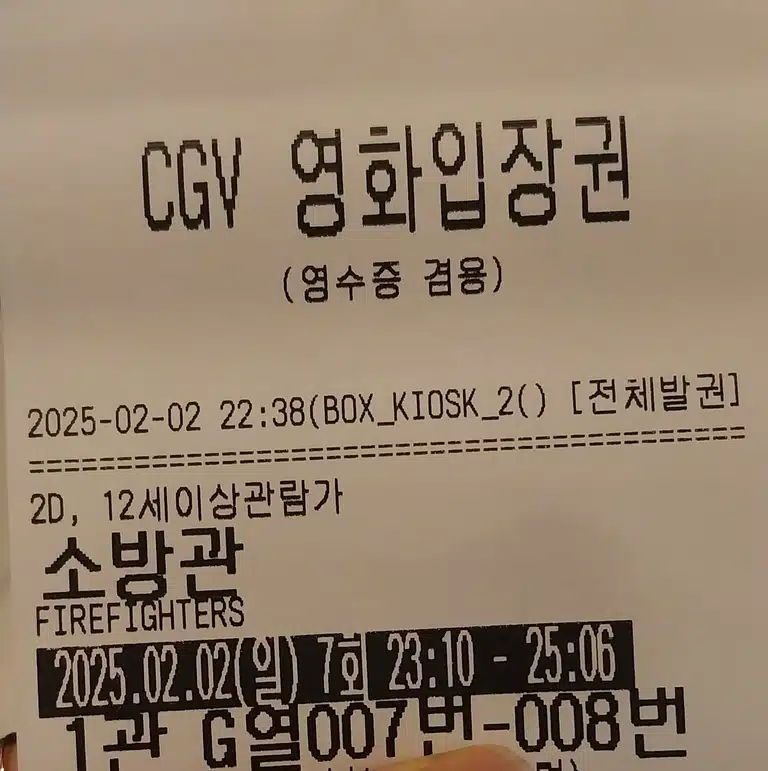 CGV 영화입장권
(영수증 겸용)
2025-02-02 22:38(BOX_KIOSK_2() [전체발권]
================================================
2D, 12세이상관람가
소방관
FIREFIGHTERS
2025.02.02(일) 7회 23:10 - 25:06
1관 G열007번-008번